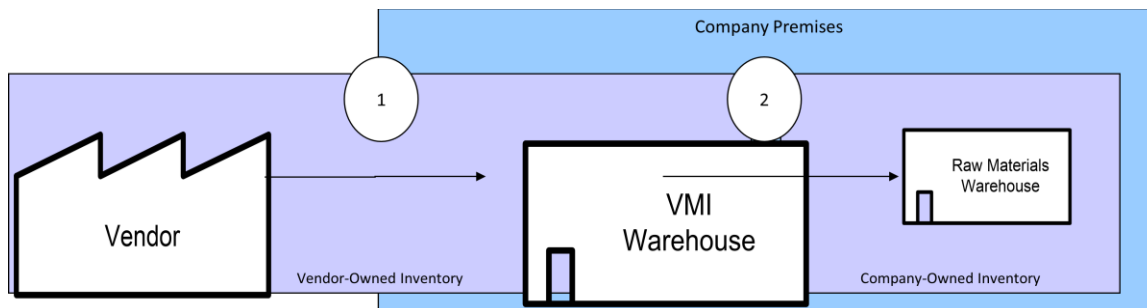 Company Premises
1
2
Raw Materials
Warehouse
VMI
Warehouse
Vendor
Vendor-Owned Inventory
Company-Owned Inventory